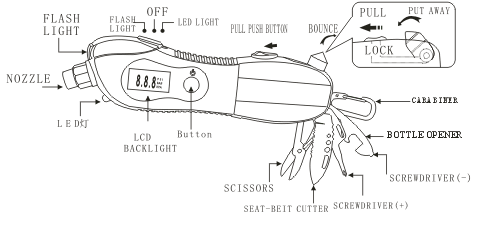 FLASH
LIGHT
FLASH
LIGHT
OFF
LED LIGHT
PULL PUSH BUTTON
BOUNCE
PULL
PUT AWAY
LOCK
NOZZLE
8.8.8
LED灯
LCD
BACKLIGHT
Button
CARABINER
BOTTLE OPENER
SCREWDRIVER(-)
SCISSORS
SEAT-BEIT CUTTER
SCREWDRIVER(+)